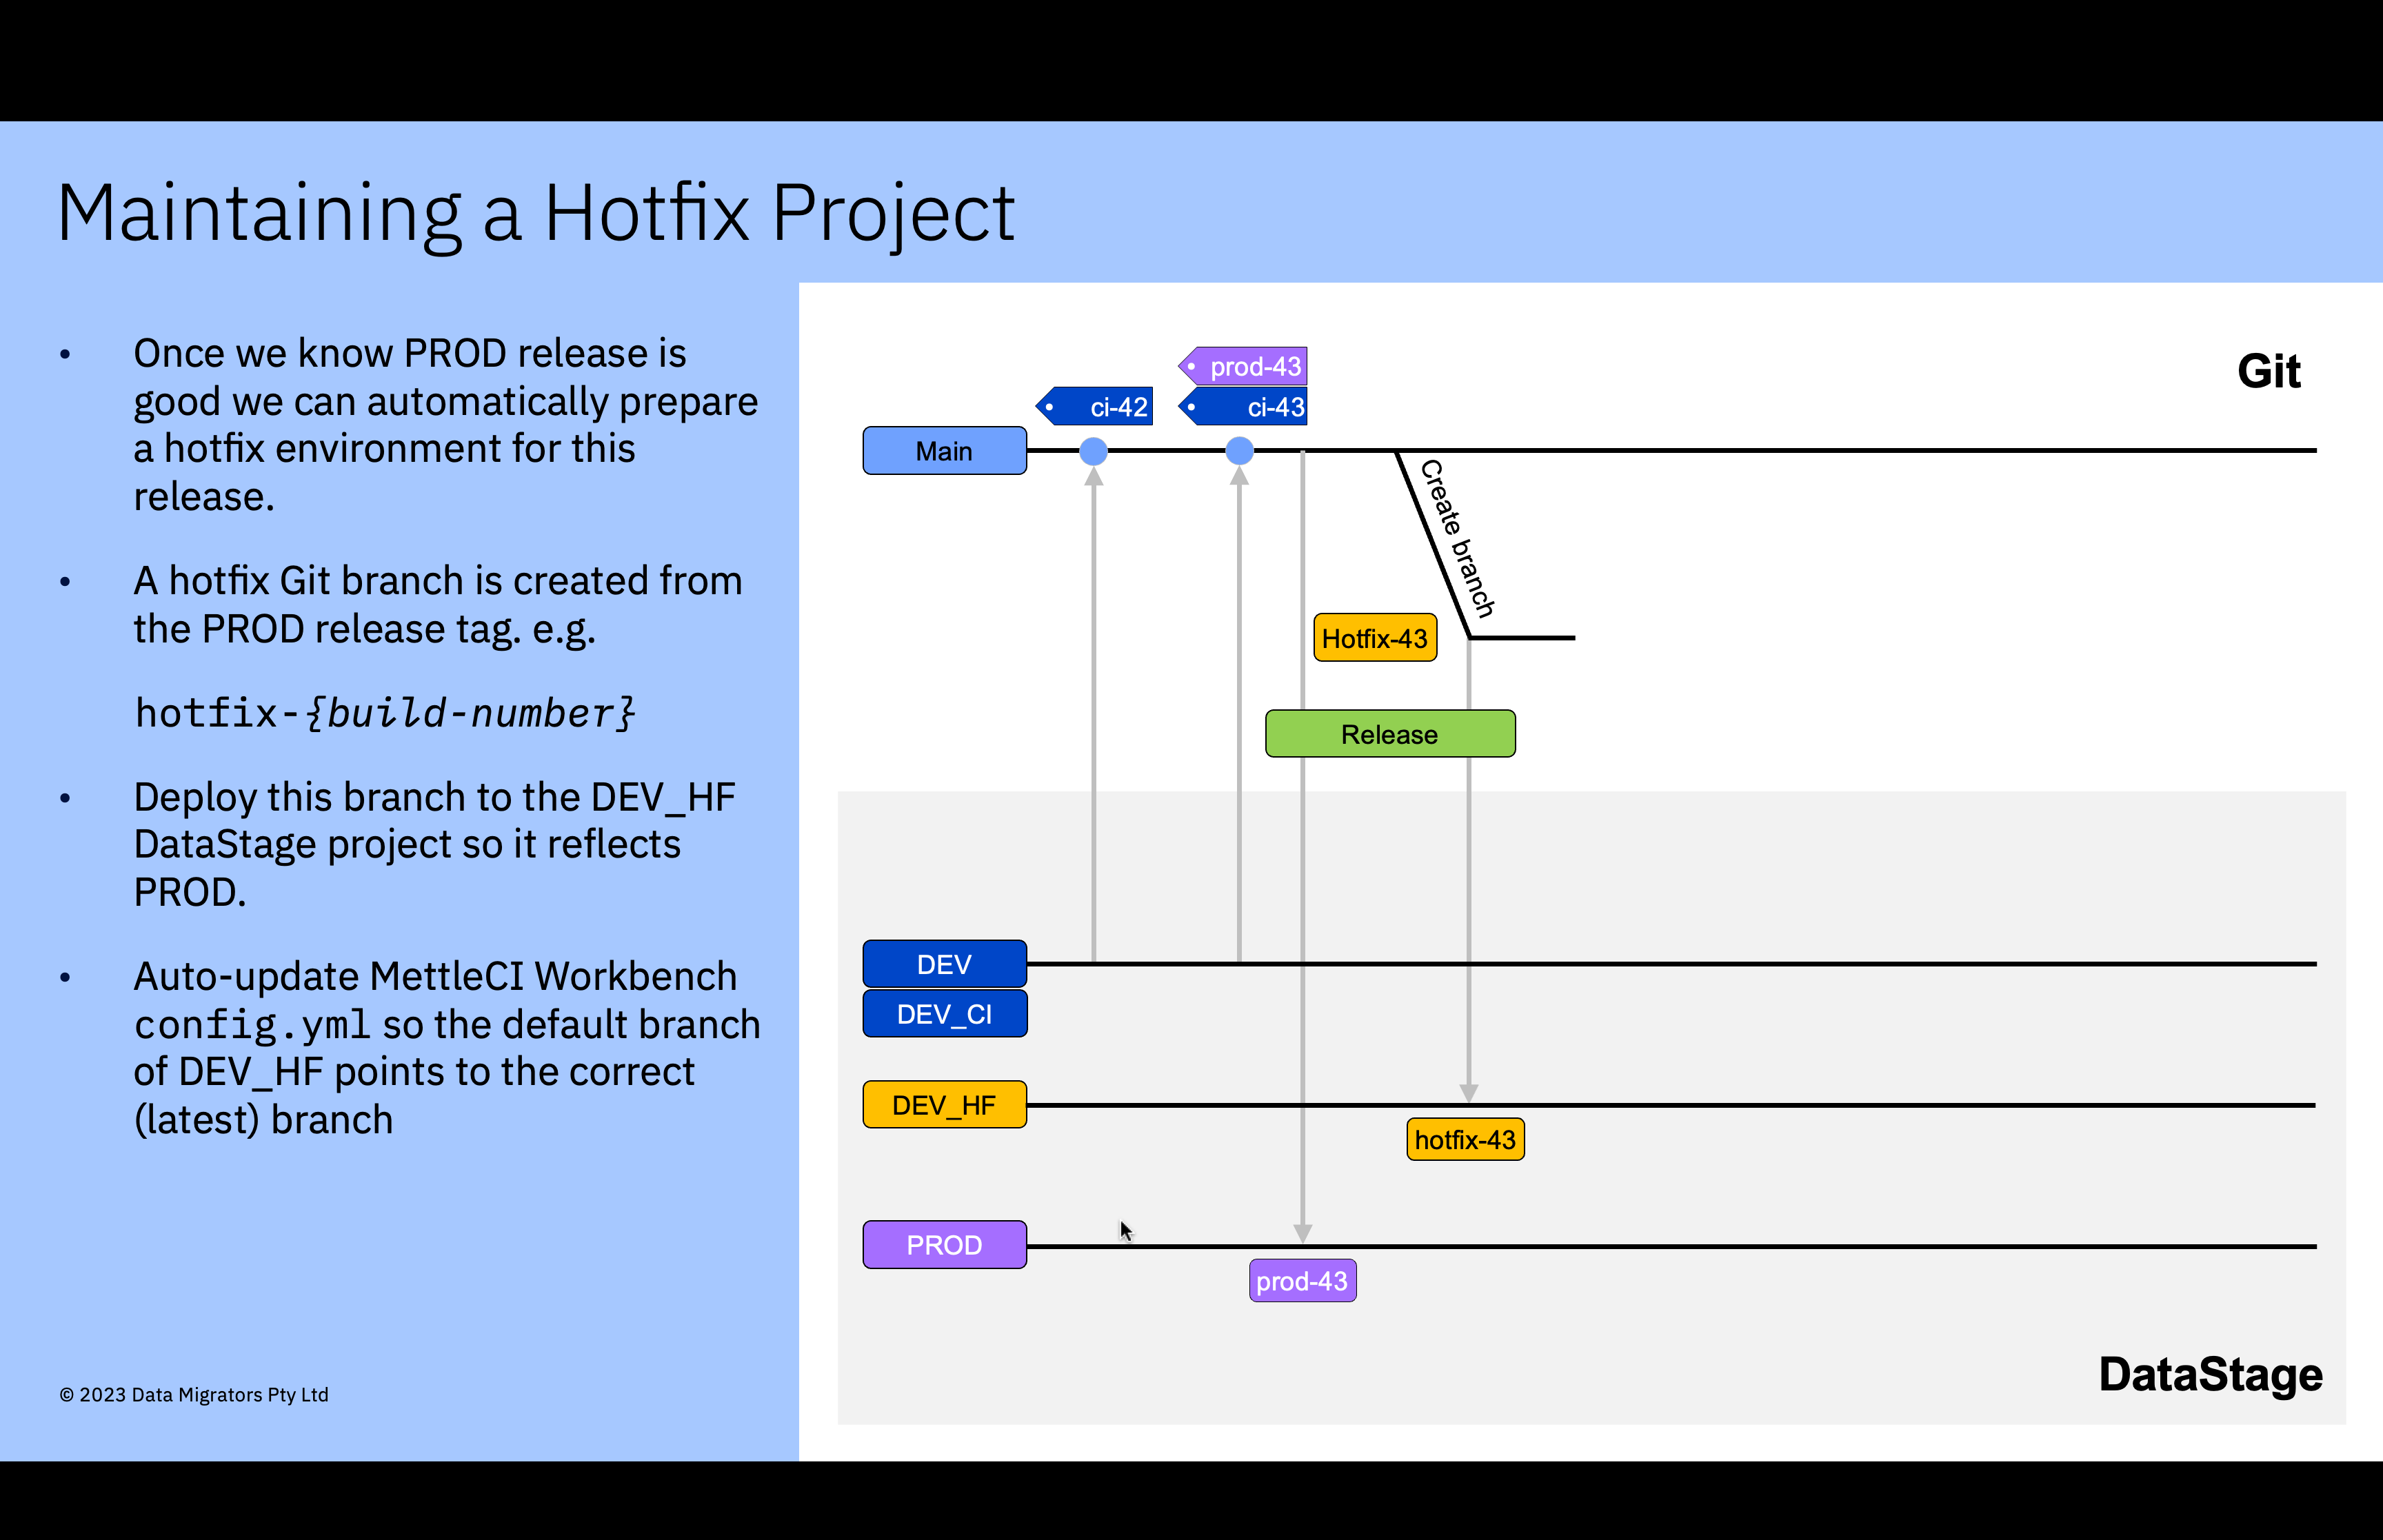 Maintaining a Hotfix Project
• Once we know PROD release is
good we can automatically prepare
a hotfix environment for this
release.
• A hotfix Git branch is created from
the PROD release tag. e.g.
hotfix-{build-number}
• Deploy this branch to the DEV_HF
DataStage project so it reflects
PROD.
• Auto-update MettleCI Workbench
config.yml so the default branch
of DEV_HF points to the correct
(latest) branch
© 2023 Data Migrators Pty Ltd
Git
prod-43
ci-42
ci-43
Main
Create branch
Hotfix-43
Release
DEV
DEV_CI
DEV_HF
hotfix-43
PROD
prod-43
DataStage